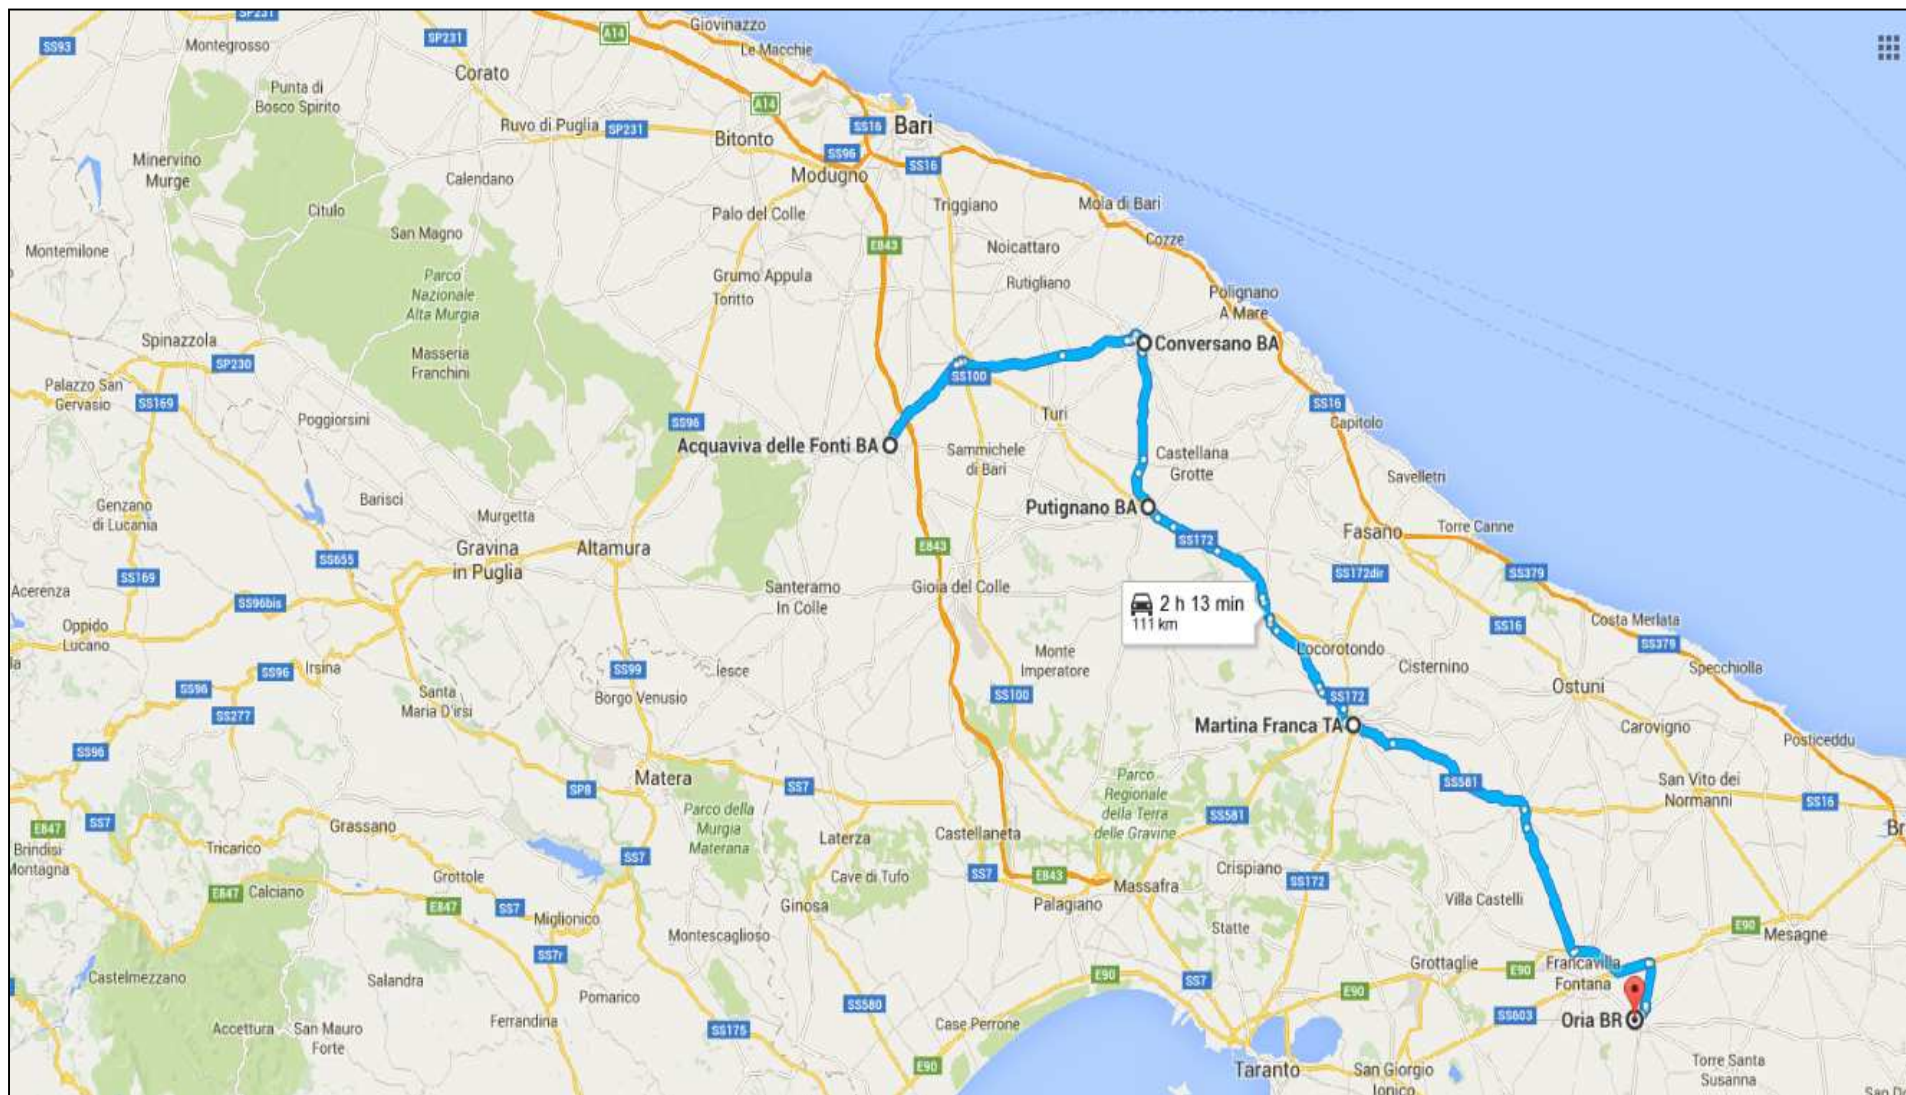 SP231
SS93
Montegrosso
SP231
A14
Giovinazzo
Le Macchie
Corato
Punta di
Bosco Spirito
A14
Ruvo di Puglia
SP231
Bitonto
SS16
Bari
SS96
SS16
Minervino
Murge
Calendano
Modugno
Citulo
Palo del Colle
Triggiano
Mola di Bari
San Magno
Montemilone
E843
Noicattaro
Cozze
Parco
Nazionale
Alta Murgia
Grumo Appula
Toritto
Rutigliano
Polignano
A Mare
Spinazzola
SP230
Masseria
Franchini
Conversano BA
SS100
Palazzo San
Gervasio
SS169
Poggiorsini
SS96
Turi
SS16
Capitolo
Acquaviva delle Fonti BA
Sammichele
di Bari
Castellana
Grotte
Savelletri
Genzano
di Lucania
Barisci
Murgetta
Putignano BA
SS172
Fasano
Torre Canne
Gravina
in Puglia
Altamura
E843
SS655
SS169
Acerenza
SS96bis
Santeramo
In Colle
Gioia del Colle
SS172dir
SS379
2 h 13 min
111 km
Oppido
Lucano
SS16
Costa Merlata
la
Irsina
SS96
SS99
Iesce
Monte
Imperatore
Locorotondo
Cisternino
SS379
Specchiolla
SS96
SS277
Santa
Maria D'irsi
Borgo Venusio
SS100
SS172
Ostuni
Martina Franca TA
Carovigno
Posticeddu
SS96
Matera
SP8
SS7
Parco
Regionale
della Terra
delle Gravine
SS581
San Vito dei
Normanni
SS16
Parco della
Murgia
Materana
SS581
E847
SS7
Brindisi
Montagna
Grassano
Tricarico
SS7
Laterza
Castellaneta
Br
Grottole
Cave di Tufo
SS7
E843
Massafra
Crispiano
SS172
E847
Calciano
E847
SS7
Miglionico
Ginosa
Palagiano
Villa Castelli
Montescaglioso
Statte
E90
Mesagne
SS7r
Castelmezzano
Salandra
Pomarico
SS580
E90
SS7
Grottaglie
E90
Francavilla
Fontana
E90
Accettura
San Mauro
Forte
Ferrandina
SS175
Case Perrone
SS603
Oria BR
E90
Taranto
San Giorgio
Ionico
Torre Santa
Susanna